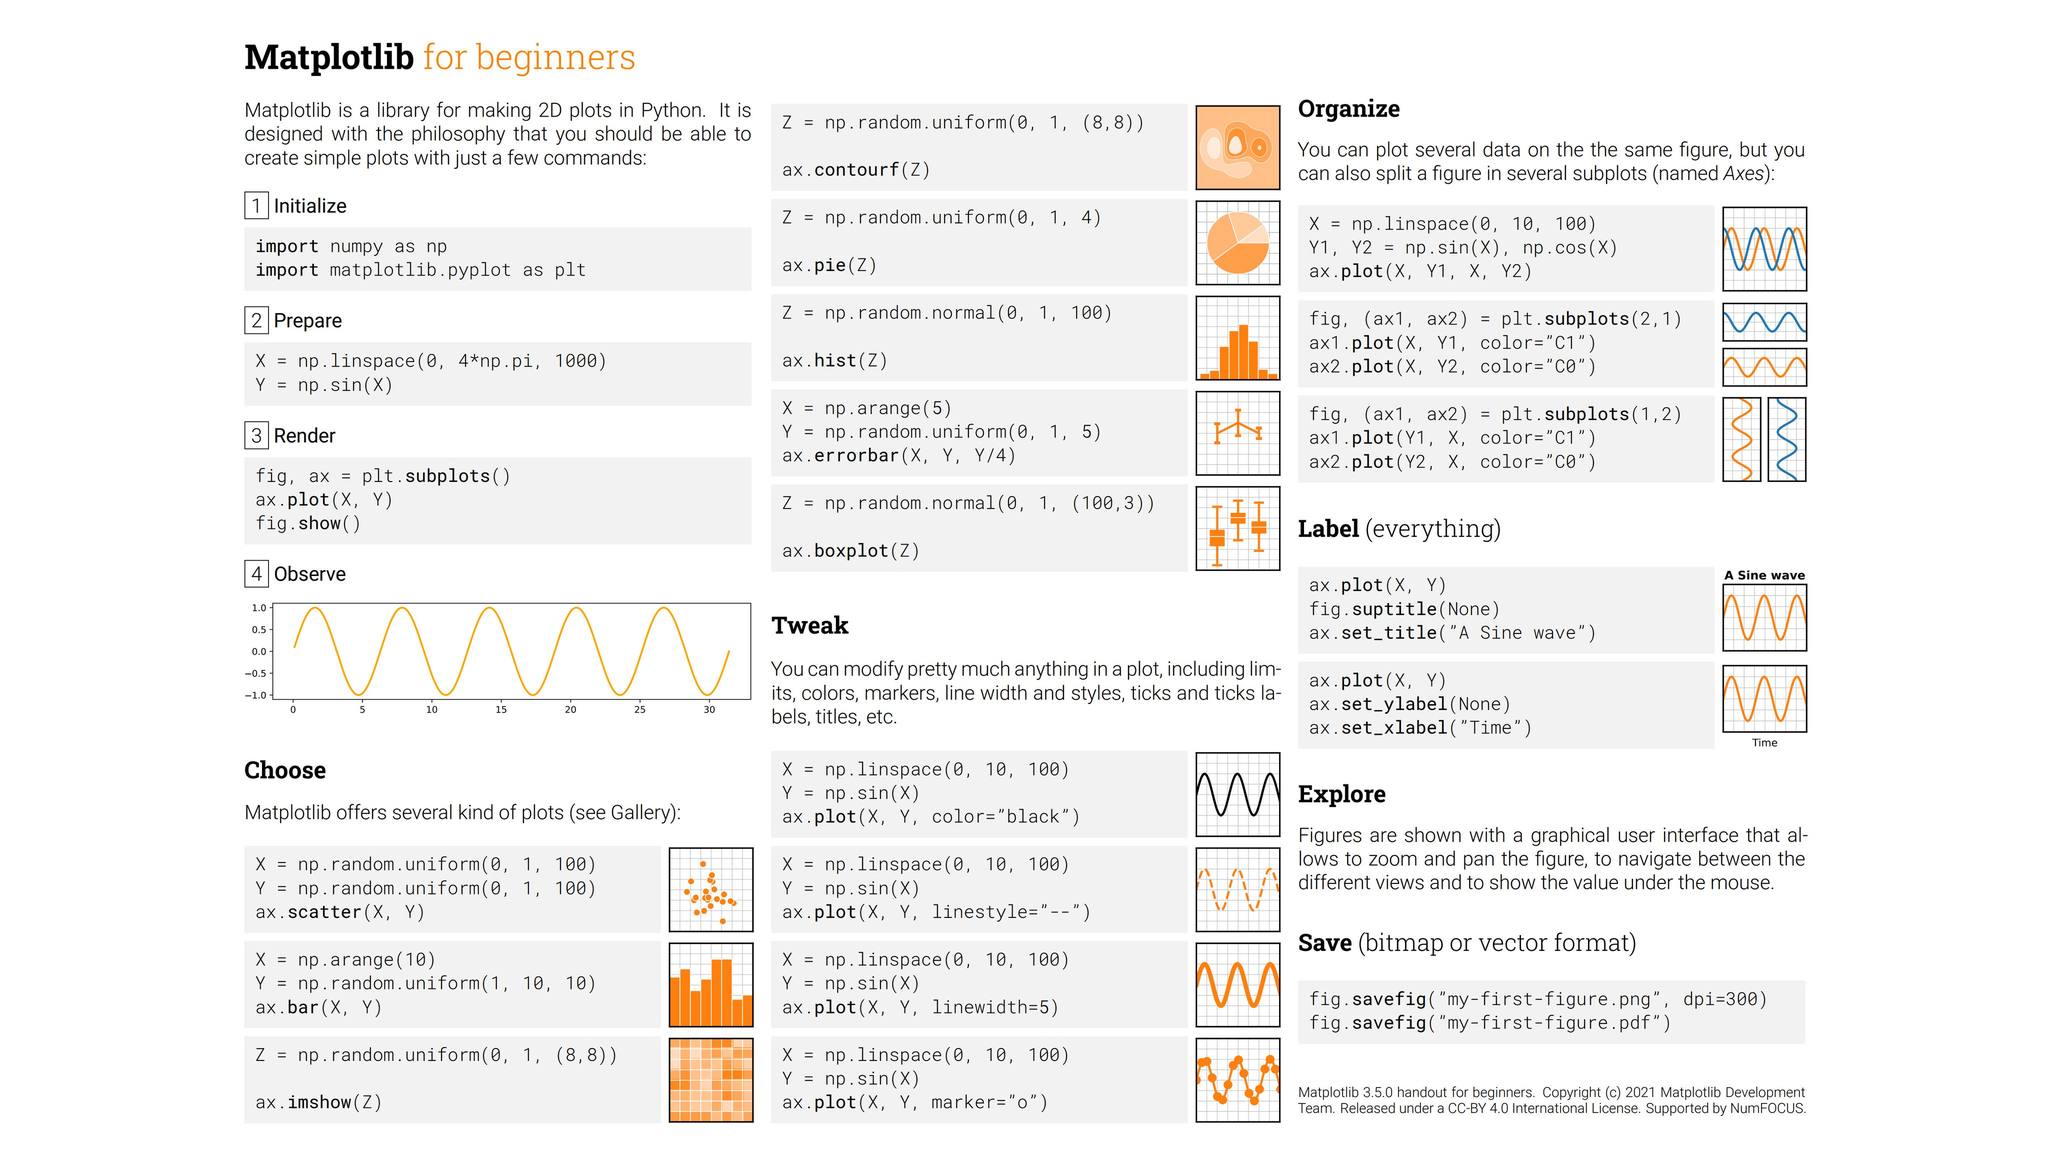 Matplotlib for beginners
Matplotlib is a library for making 2D plots in Python. It is
designed with the philosophy that you should be able to
create simple plots with just a few commands:
1 Initialize
import numpy as np
import matplotlib.pyplot as plt
2 Prepare
X = np.linspace(0, 4*np.pi, 1000)
Y = np.sin(X)
3 Render
fig, ax = plt.subplots()
ax.plot(X, Y)
fig.show()
4 Observe
1.0
0.5
0.0
−0.5
−1.0
0 5 10 15 20 25 30
Choose
Matplotlib offers several kind of plots (see Gallery):
X = np.random.uniform(0, 1, 100)
Y = np.random.uniform(0, 1, 100)
ax.scatter(X, Y)
X = np.arange(10)
Y = np.random.uniform(1, 10, 10)
ax.bar(X, Y)
Z = np.random.uniform(0, 1, (8,8))
ax.imshow(Z)
Z = np.random.uniform(0, 1, (8,8))
ax.contourf(Z)
Z = np.random.uniform(0, 1, 4)
ax.pie(Z)
Z = np.random.normal(0, 1, 100)
ax.hist(Z)
X = np.arange(5)
Y = np.random.uniform(0, 1, 5)
ax.errorbar(X, Y, Y/4)
Z = np.random.normal(0, 1, (100,3))
ax.boxplot(Z)
Tweak
You can modify pretty much anything in a plot, including lim-
its, colors, markers, line width and styles, ticks and ticks la-
bels, titles, etc.
X = np.linspace(0, 10, 100)
Y = np.sin(X)
ax.plot(X, Y, color="black")
X = np.linspace(0, 10, 100)
Y = np.sin(X)
ax.plot(X, Y, linestyle="--")
X = np.linspace(0, 10, 100)
Y = np.sin(X)
ax.plot(X, Y, linewidth=5)
X = np.linspace(0, 10, 100)
Y = np.sin(X)
ax.plot(X, Y, marker="o")
Organize
You can plot several data on the the same figure, but you
can also split a figure in several subplots (named Axes):
X = np.linspace(0, 10, 100)
Y1, Y2 = np.sin(X), np.cos(X)
ax.plot(X, Y1, X, Y2)
fig, (ax1, ax2) = plt.subplots(2,1)
ax1.plot(X, Y1, color="C1")
ax2.plot(X, Y2, color="C0")
fig, (ax1, ax2) = plt.subplots(1,2)
ax1.plot(Y1, X, color="C1")
ax2.plot(Y2, X, color="C0")
Label (everything)
ax.plot(X, Y)
fig.suptitle(None)
ax.set_title("A Sine wave")
A Sine wave
ax.plot(X, Y)
ax.set_ylabel(None)
ax.set_xlabel("Time")
Time
Explore
Figures are shown with a graphical user interface that al-
lows to zoom and pan the figure, to navigate between the
different views and to show the value under the mouse.
Save (bitmap or vector format)
fig.savefig("my-first-figure.png", dpi=300)
fig.savefig("my-first-figure.pdf")
Matplotlib 3.5.0 handout for beginners. Copyright (c) 2021 Matplotlib Development
Team. Released under a CC-BY 4.0 International License. Supported by NumFOCUS.